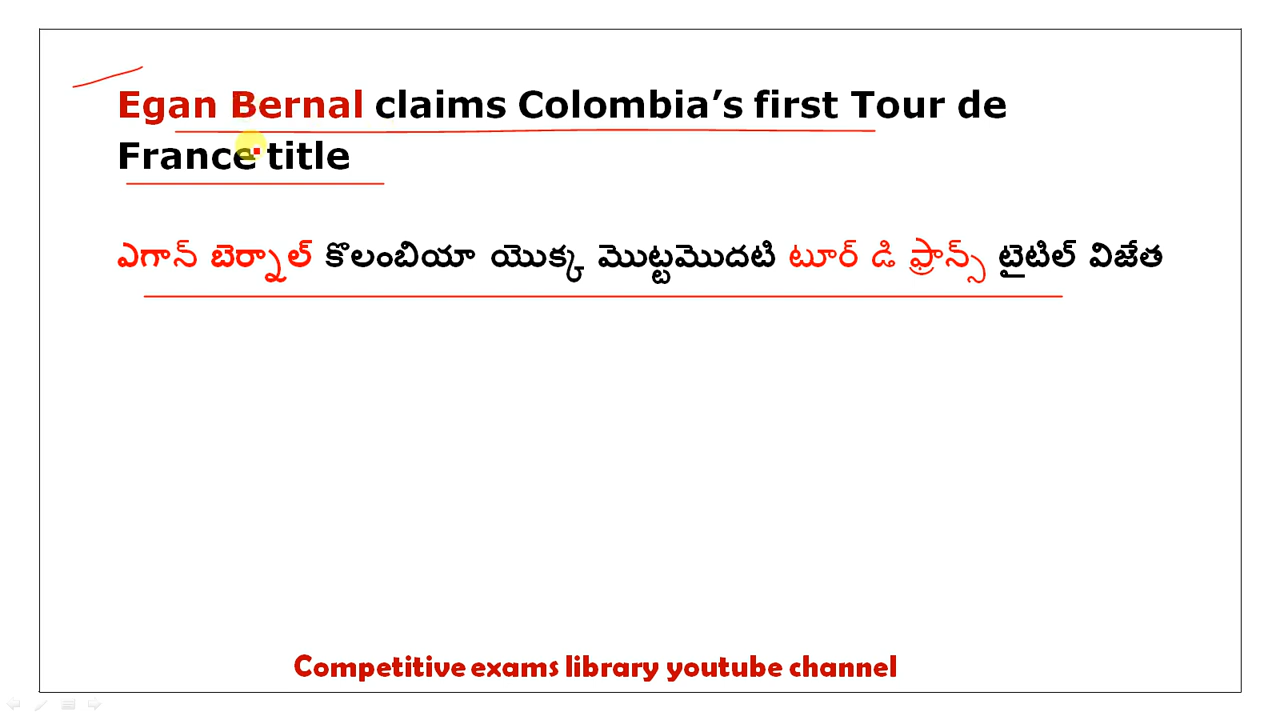 Egan Bernal claims Colombia’s first Tour de
France title
ఎగాన్ బెర్నాల్ కొలంబియా యొక్క మొట్టమొదటి టూర్ డి ఫ్రాన్స్ టైటిల్ విజేత
Competitive exams library youtube channel